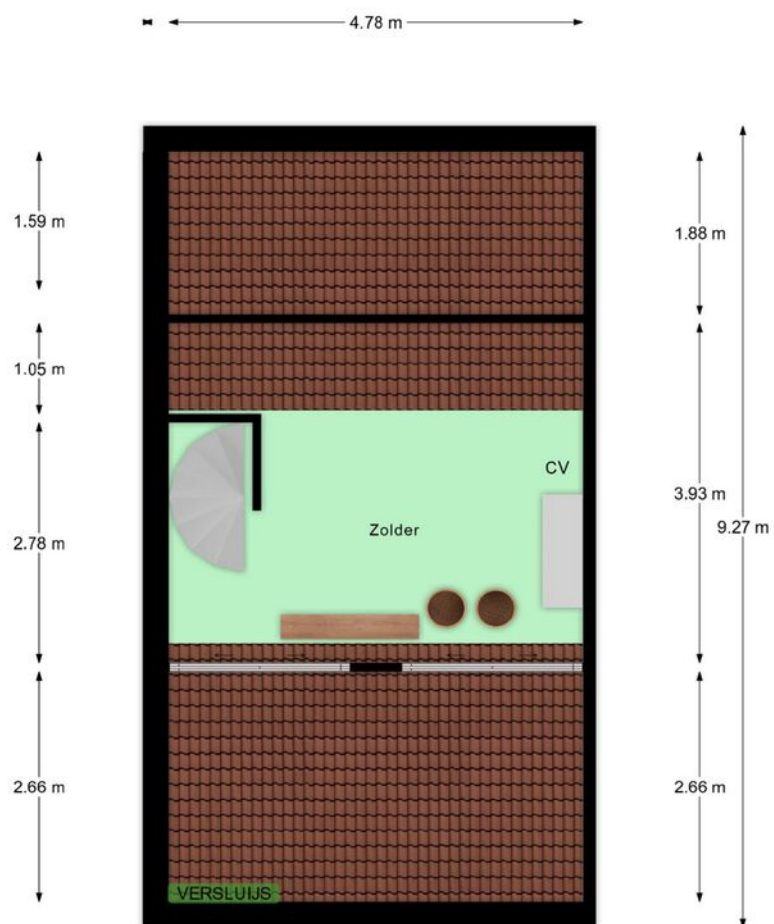 4.78 m
1.59 m
1.88 m
1.05 m
CV
3.93 m
Zolder
9.27 m
2.78 m
2.66 m
2.66 m
VERSLUIJS